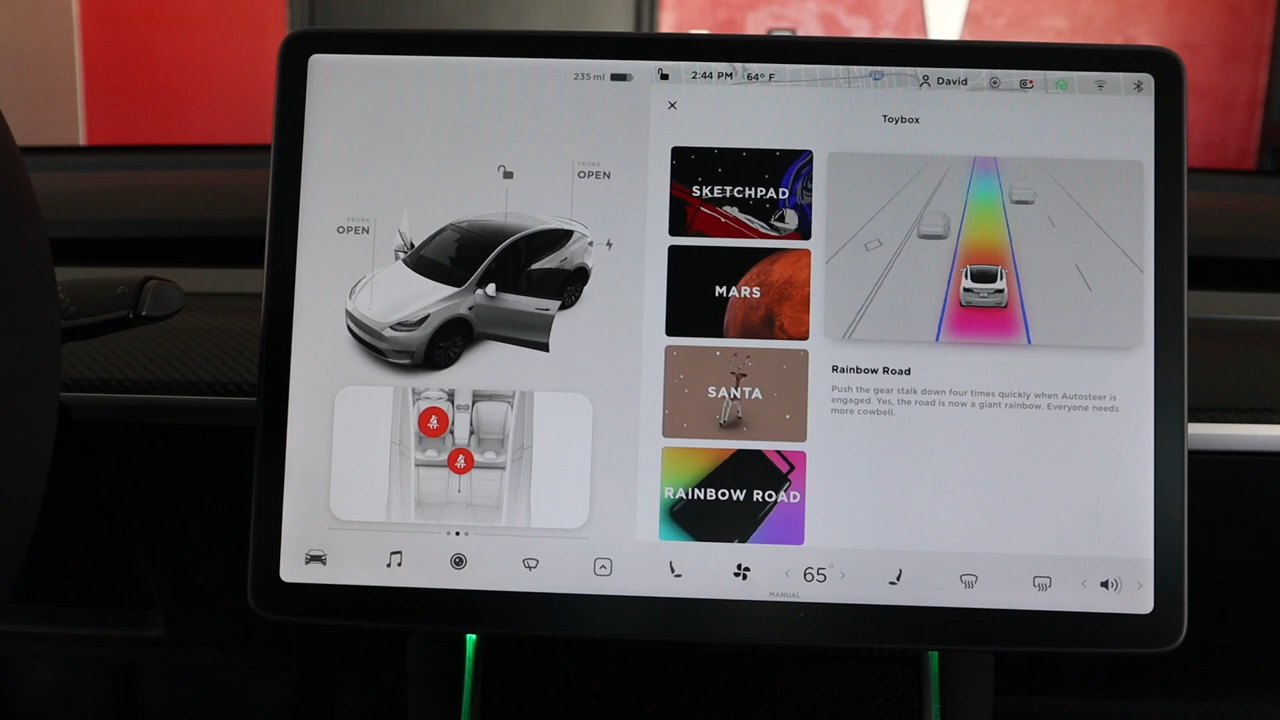 235 mi
2:44 PM 64° F
David
Toybox
TRUNK
OPEN
FRUNK
OPEN
SKETCHPAD
MARS
SANTA
RAINBOW ROAD
Rainbow Road
Push the gear stalk down four times quickly when Autosteer is
engaged. Yes, the road is now a giant rainbow. Everyone needs
more cowbell.
65°
MANUAL